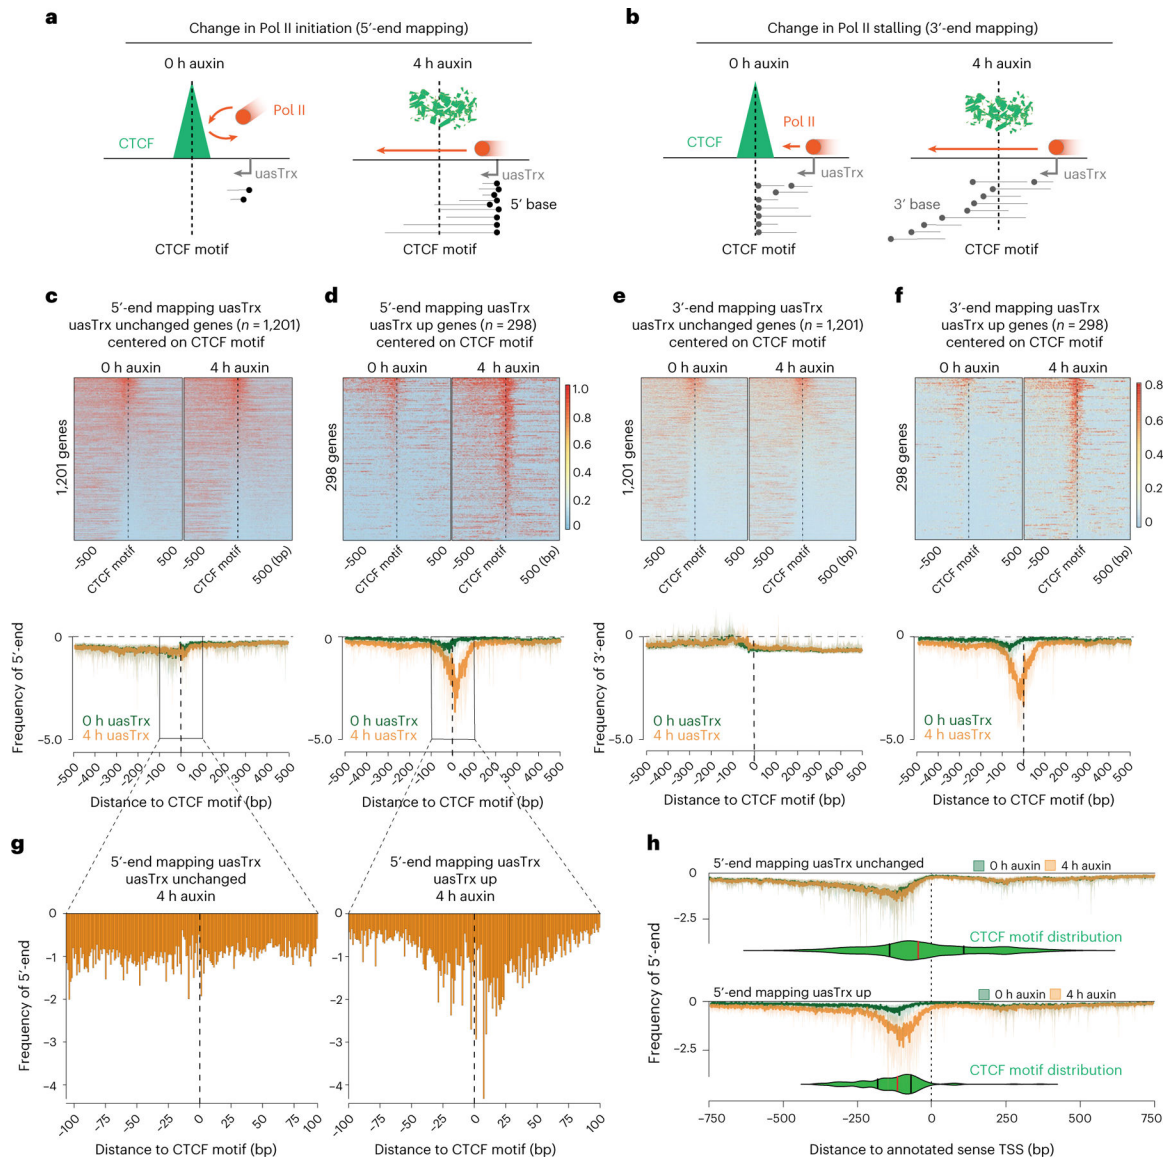 a
Change in Pol II initiation (5′-end mapping)
0 h auxin
4 h auxin
Pol II
CTCF
uasTrx
uasTrx
5′ base
CTCF motif
CTCF motif
b
Change in Pol II stalling (3′-end mapping)
0 h auxin
4 h auxin
Pol II
CTCF
uasTrx
uasTrx
3′ base
CTCF motif
CTCF motif
c
5′-end mapping uasTrx
uasTrx unchanged genes (n = 1,201)
centered on CTCF motif
0 h auxin
4 h auxin
1,201 genes
−500
CTCF motif
500
−500
CTCF motif
500 (bp)
Frequency of 5′-end
0
−5.0
0 h uasTrx
4 h uasTrx
−500
−400
−300
−200
−100
0
100
200
300
400
500
Distance to CTCF motif (bp)
d
5′-end mapping uasTrx
uasTrx up genes (n = 298)
centered on CTCF motif
0 h auxin
4 h auxin
298 genes
1.0
0.8
0.6
0.4
0.2
0
−500
CTCF motif
500
−500
CTCF motif
500 (bp)
0
−5.0
0 h uasTrx
4 h uasTrx
−500
−400
−300
−200
−100
0
100
200
300
400
500
Distance to CTCF motif (bp)
e
3′-end mapping uasTrx
uasTrx unchanged genes (n = 1,201)
centered on CTCF motif
0 h auxin
4 h auxin
1,201 genes
−500
CTCF motif
500
−500
CTCF motif
500 (bp)
Frequency of 3′-end
0
−5.0
0 h uasTrx
4 h uasTrx
−500
−400
−300
−200
−100
0
100
200
300
400
500
Distance to CTCF motif (bp)
f
3′-end mapping uasTrx
uasTrx up genes (n = 298)
centered on CTCF motif
0 h auxin
4 h auxin
298 genes
0.8
0.6
0.4
0.2
0
−500
CTCF motif
500
−500
CTCF motif
500 (bp)
0
−5.0
0 h uasTrx
4 h uasTrx
−500
−400
−300
−200
−100
0
100
200
300
400
500
Distance to CTCF motif (bp)
g
5′-end mapping uasTrx
uasTrx unchanged
4 h auxin
Frequency of 5′-end
0
−1
−2
−3
−4
−100
−75
−50
−25
0
25
50
75
100
Distance to CTCF motif (bp)
5′-end mapping uasTrx
uasTrx up
4 h auxin
0
−1
−2
−3
−4
−100
−75
−50
−25
0
25
50
75
100
Distance to CTCF motif (bp)
h
5′-end mapping uasTrx unchanged
0 h auxin
4 h auxin
0
−2.5
CTCF motif distribution
Frequency of 5′-end
5′-end mapping uasTrx up
0 h auxin
4 h auxin
0
−2.5
CTCF motif distribution
−750
−500
−250
0
250
500
750
Distance to annotated sense TSS (bp)